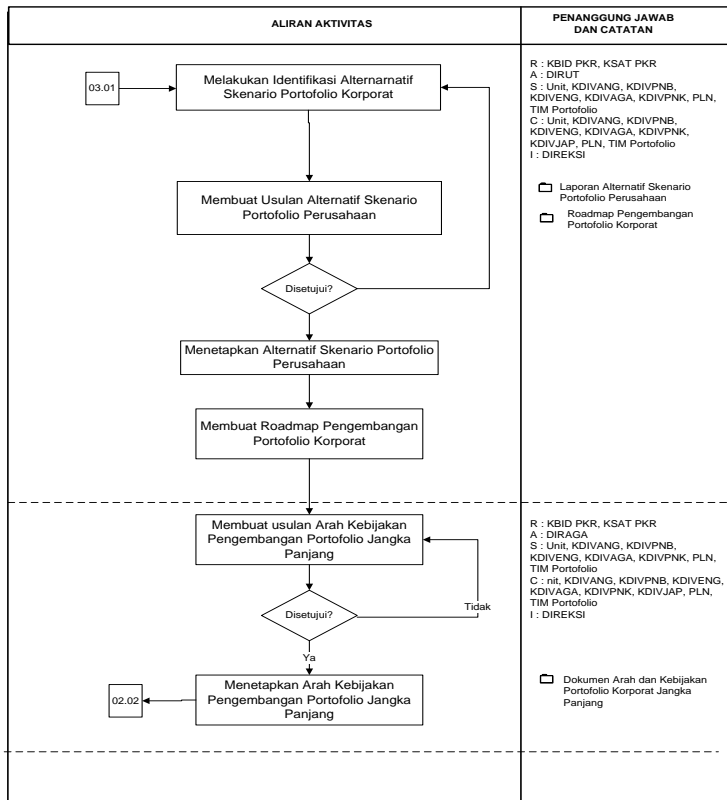 ALIRAN AKTIVITAS
PENANGGUNG JAWAB
DAN CATATAN
03.01
Melakukan Identifikasi Alternarnatif
Skenario Portofolio Korporat
Membuat Usulan Alternatif Skenario
Portofolio Perusahaan
Disetujui?
Menetapkan Alternatif Skenario Portofolio
Perusahaan
Membuat Roadmap Pengembangan
Portofolio Korporat
R : KBID PKR, KSAT PKR
A : DIRUT
S : Unit, KDIVANG, KDIVPNB,
KDIVENG, KDIVAGA, KDIVPNK, PLN,
TIM Portofolio
C : Unit, KDIVANG, KDIVPNB,
KDIVENG, KDIVAGA, KDIVPNK,
KDIVJAP, PLN, TIM Portofolio
I : DIREKSI
Laporan Alternatif Skenario
Portofolio Perusahaan
Roadmap Pengembangan
Portofolio Korporat
Membuat usulan Arah Kebijakan
Pengembangan Portofolio Jangka
Panjang
Disetujui?
Tidak
Ya
02.02
Menetapkan Arah Kebijakan
Pengembangan Portofolio Jangka
Panjang
R : KBID PKR, KSAT PKR
A : DIRAGA
S : Unit, KDIVANG, KDIVPNB,
KDIVENG, KDIVAGA, KDIVPNK, PLN,
TIM Portofolio
C : nit, KDIVANG, KDIVPNB, KDIVENG,
KDIVAGA, KDIVPNK, KDIVJAP, PLN,
TIM Portofolio
I : DIREKSI
Dokumen Arah dan Kebijakan
Portofolio Korporat Jangka
Panjang